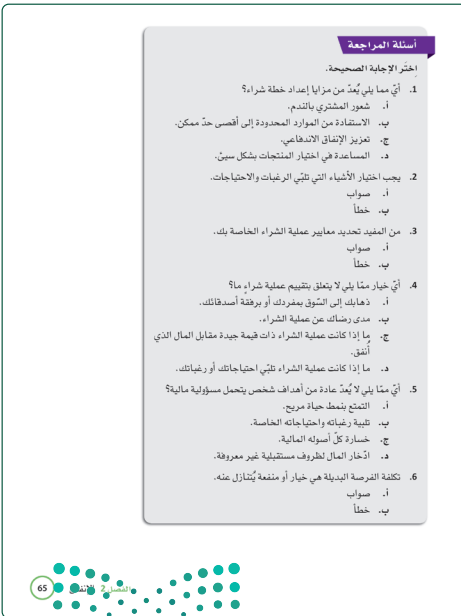 أسئلة المراجعة
اِختَر الإجابة الصحيحة.
1. أيّ مما يلي يُعدّ من مزايا إعداد خطة شراء؟
أ. شعور المشتري بالندم.
ب. الاستفادة من الموارد المحدودة إلى أقصى حدّ ممكن.
ج. تعزيز الإنفاق الاندفاعي.
د. المساعدة في اختيار المنتجات بشكل سيئ.
2. يجب اختيار الأشياء التي تلبّي الرغبات والاحتياجات.
أ. صواب
ب. خطأ
3. من المفيد تحديد معايير عملية الشراء الخاصة بك.
أ. صواب
ب. خطأ
4. أيّ خيار ممّا يلي لا يتعلق بتقييم عملية شراءٍ ما؟
أ. ذهابك إلى السّوق بمفردك أو برفقة أصدقائك.
ب. مدى رضاك عن عملية الشراء.
ج. ما إذا كانت عملية الشراء ذات قيمة جيدة مقابل المال الذي
أُنفق.
د. ما إذا كانت عملية الشراء تلبّي احتياجاتك أو رغباتك.
5. أيّ ممّا يلي لا يُعدّ عادة من أهداف شخص يتحمل مسؤولية مالية؟
أ. التمتع بنمط حياة مريح.
ب. تلبية رغباته واحتياجاته الخاصة.
ج. خسارة كلّ أصوله المالية.
د. ادّخار المال لظروف مستقبلية غير معروفة.
6. تكلفة الفرصة البديلة هي خيار أو منفعة يُتنازل عنه.
أ. صواب
ب. خطأ
الفصل 2 الإنفاق 65